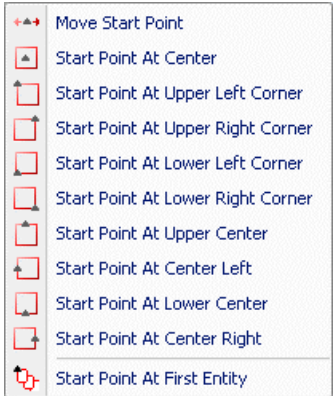 Move Start Point
Start Point At Center
Start Point At Upper Left Corner
Start Point At Upper Right Corner
Start Point At Lower Left Corner
Start Point At Lower Right Corner
Start Point At Upper Center
Start Point At Center Left
Start Point At Lower Center
Start Point At Center Right
Start Point At First Entity